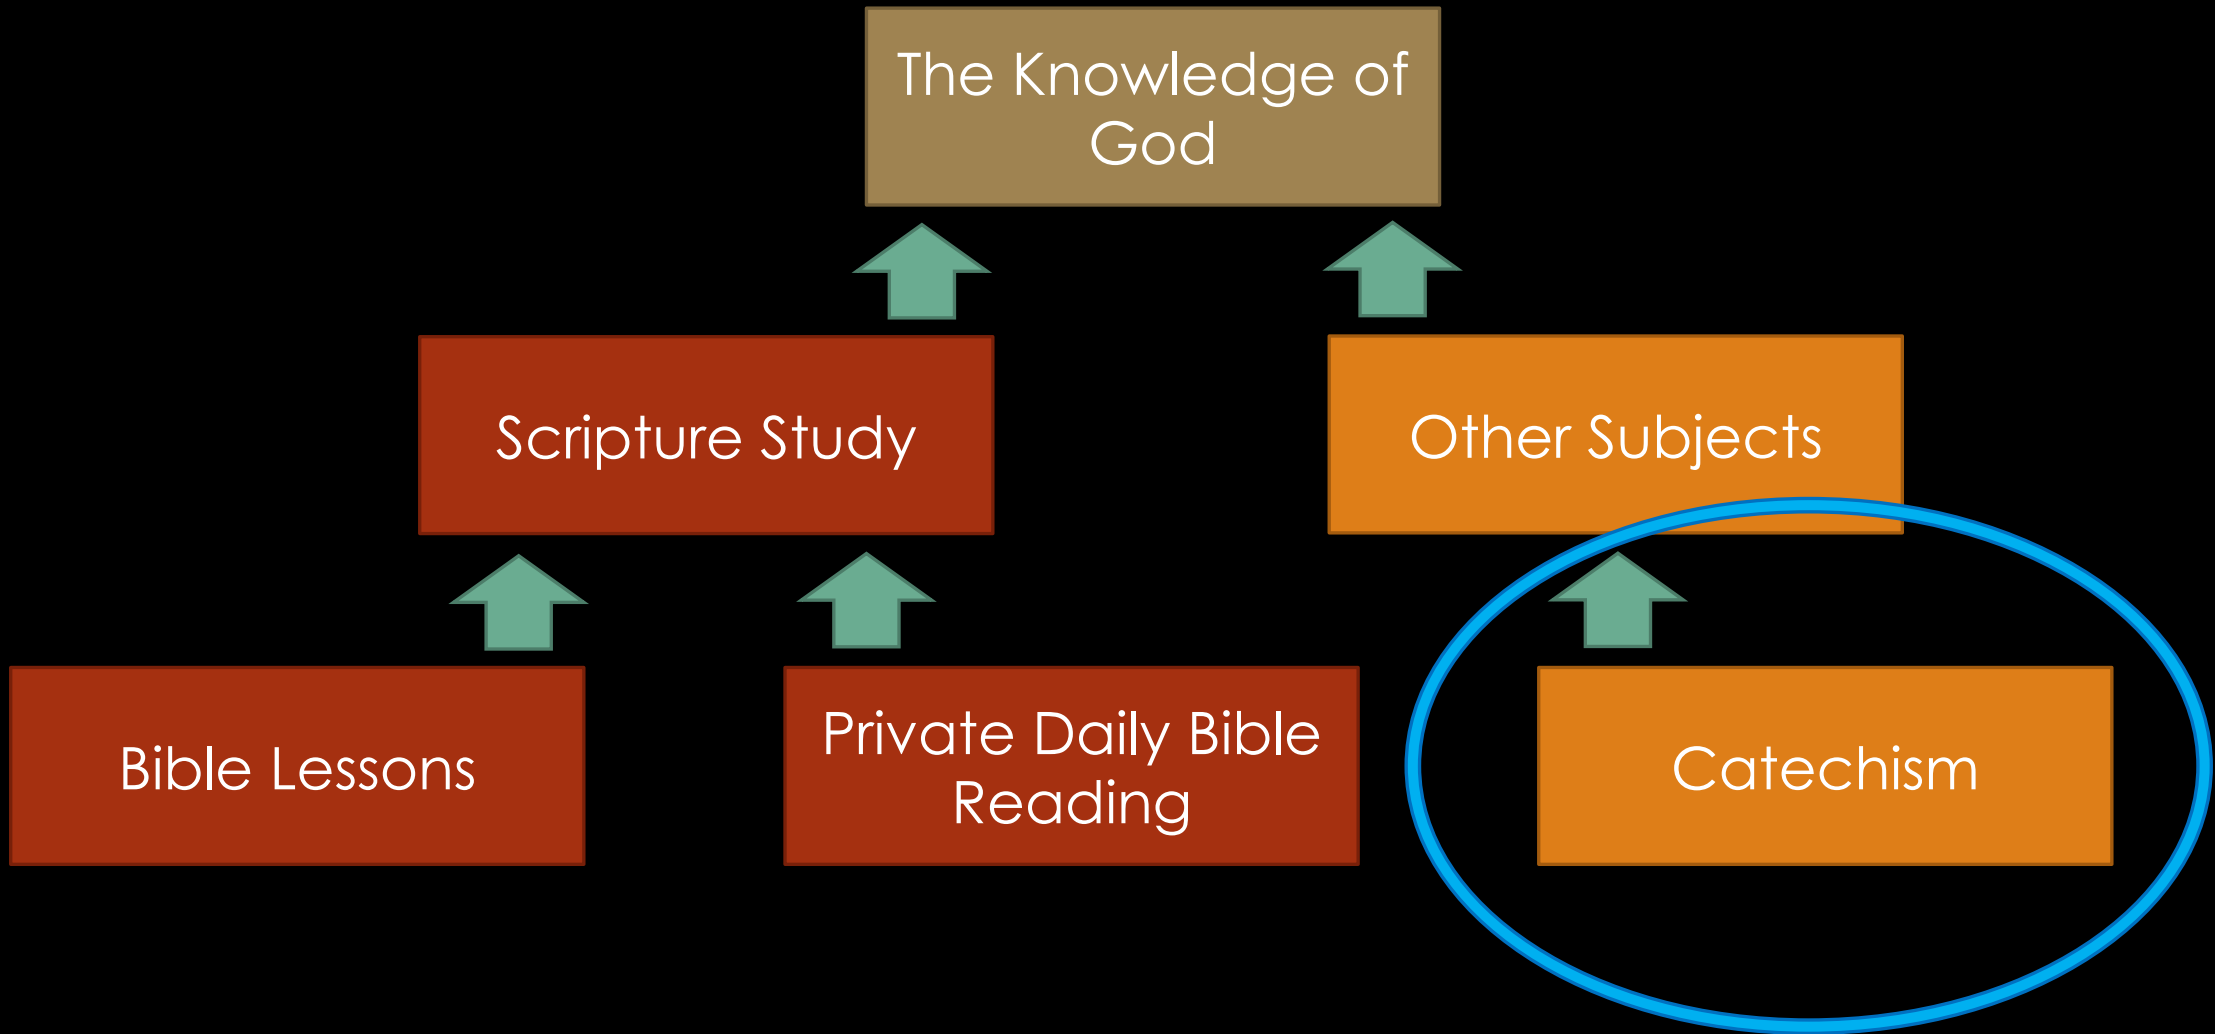 The Knowledge of
God
Scripture Study
Other Subjects
Bible Lessons
Private Daily Bible
Reading
Catechism